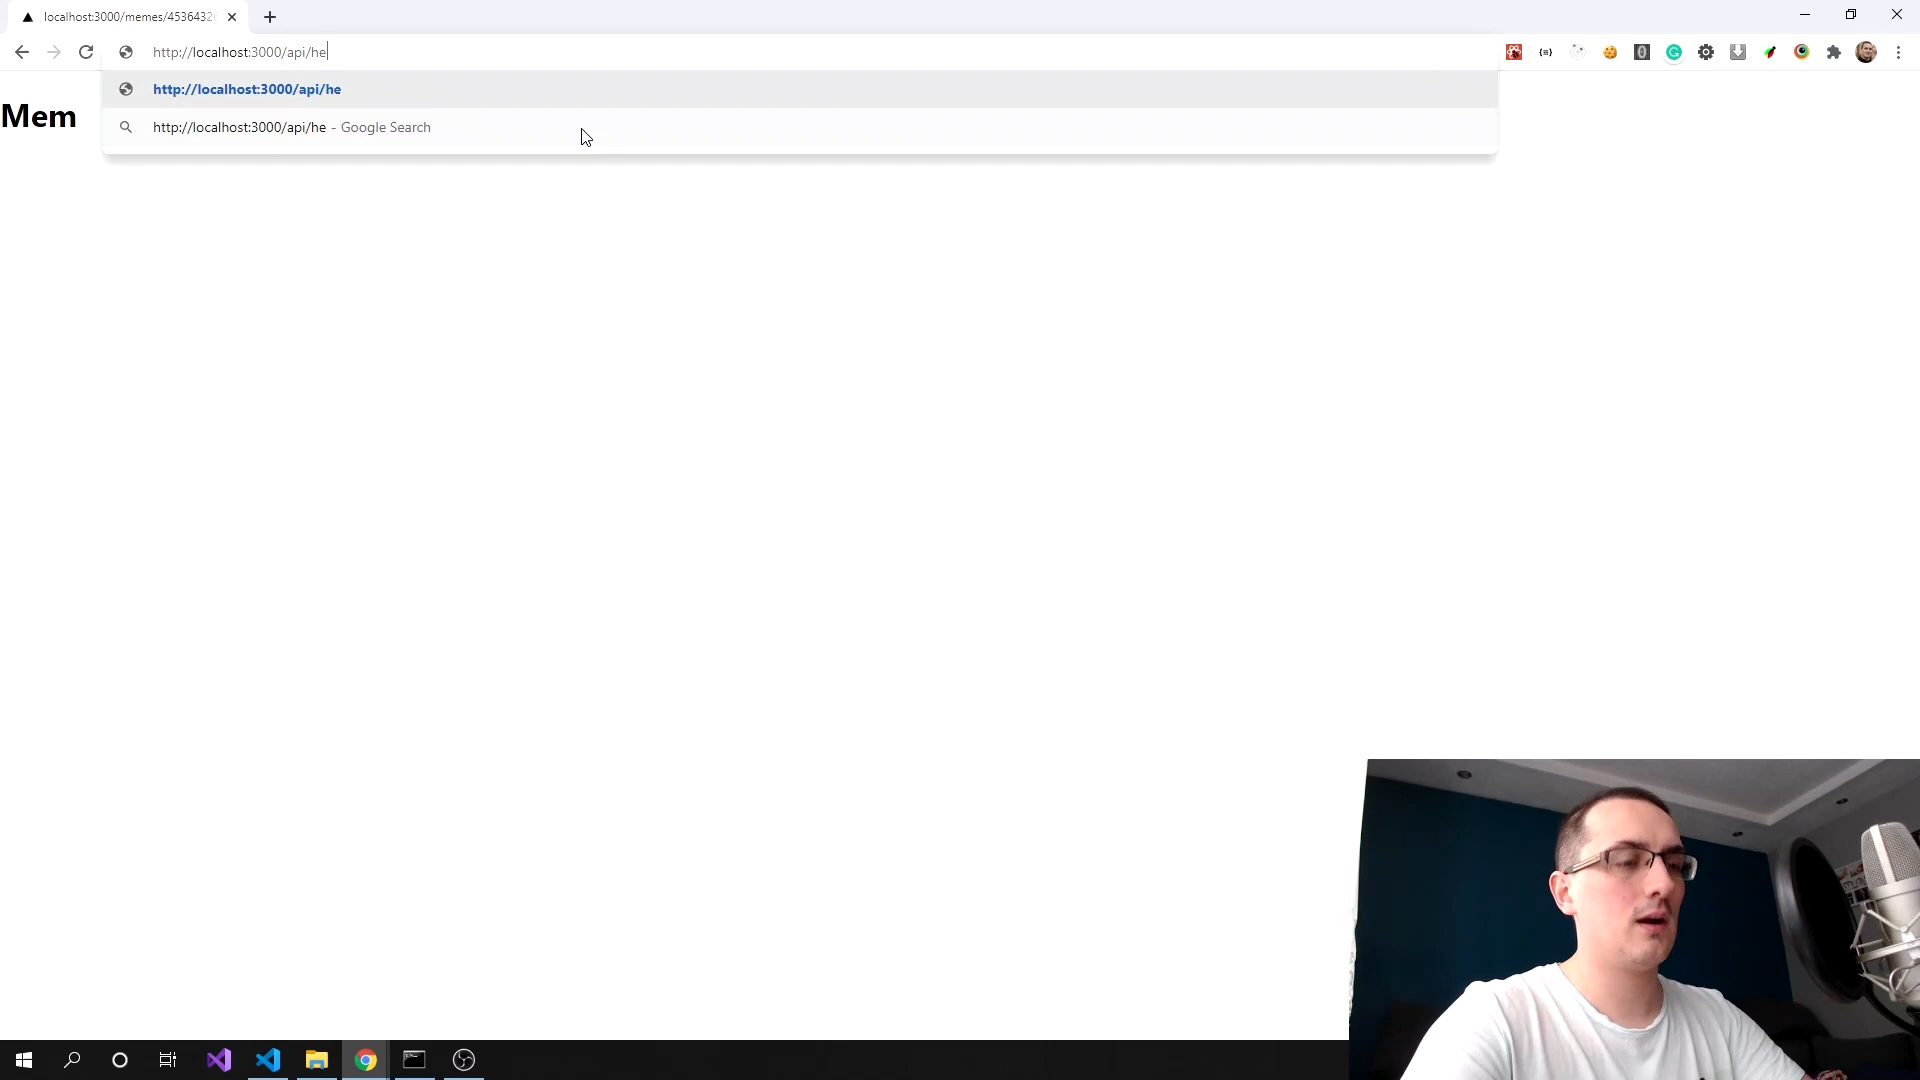 localhost:3000/memes/4536432
http://localhost:3000/api/he
http://localhost:3000/api/he
http://localhost:3000/api/he - Google Search
Mem